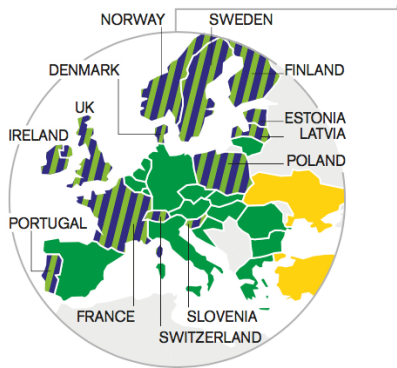 NORWAY
SWEDEN
DENMARK
FINLAND
UK
ESTONIA
IRELAND
LATVIA
POLAND
PORTUGAL
FRANCE
SLOVENIA
SWITZERLAND